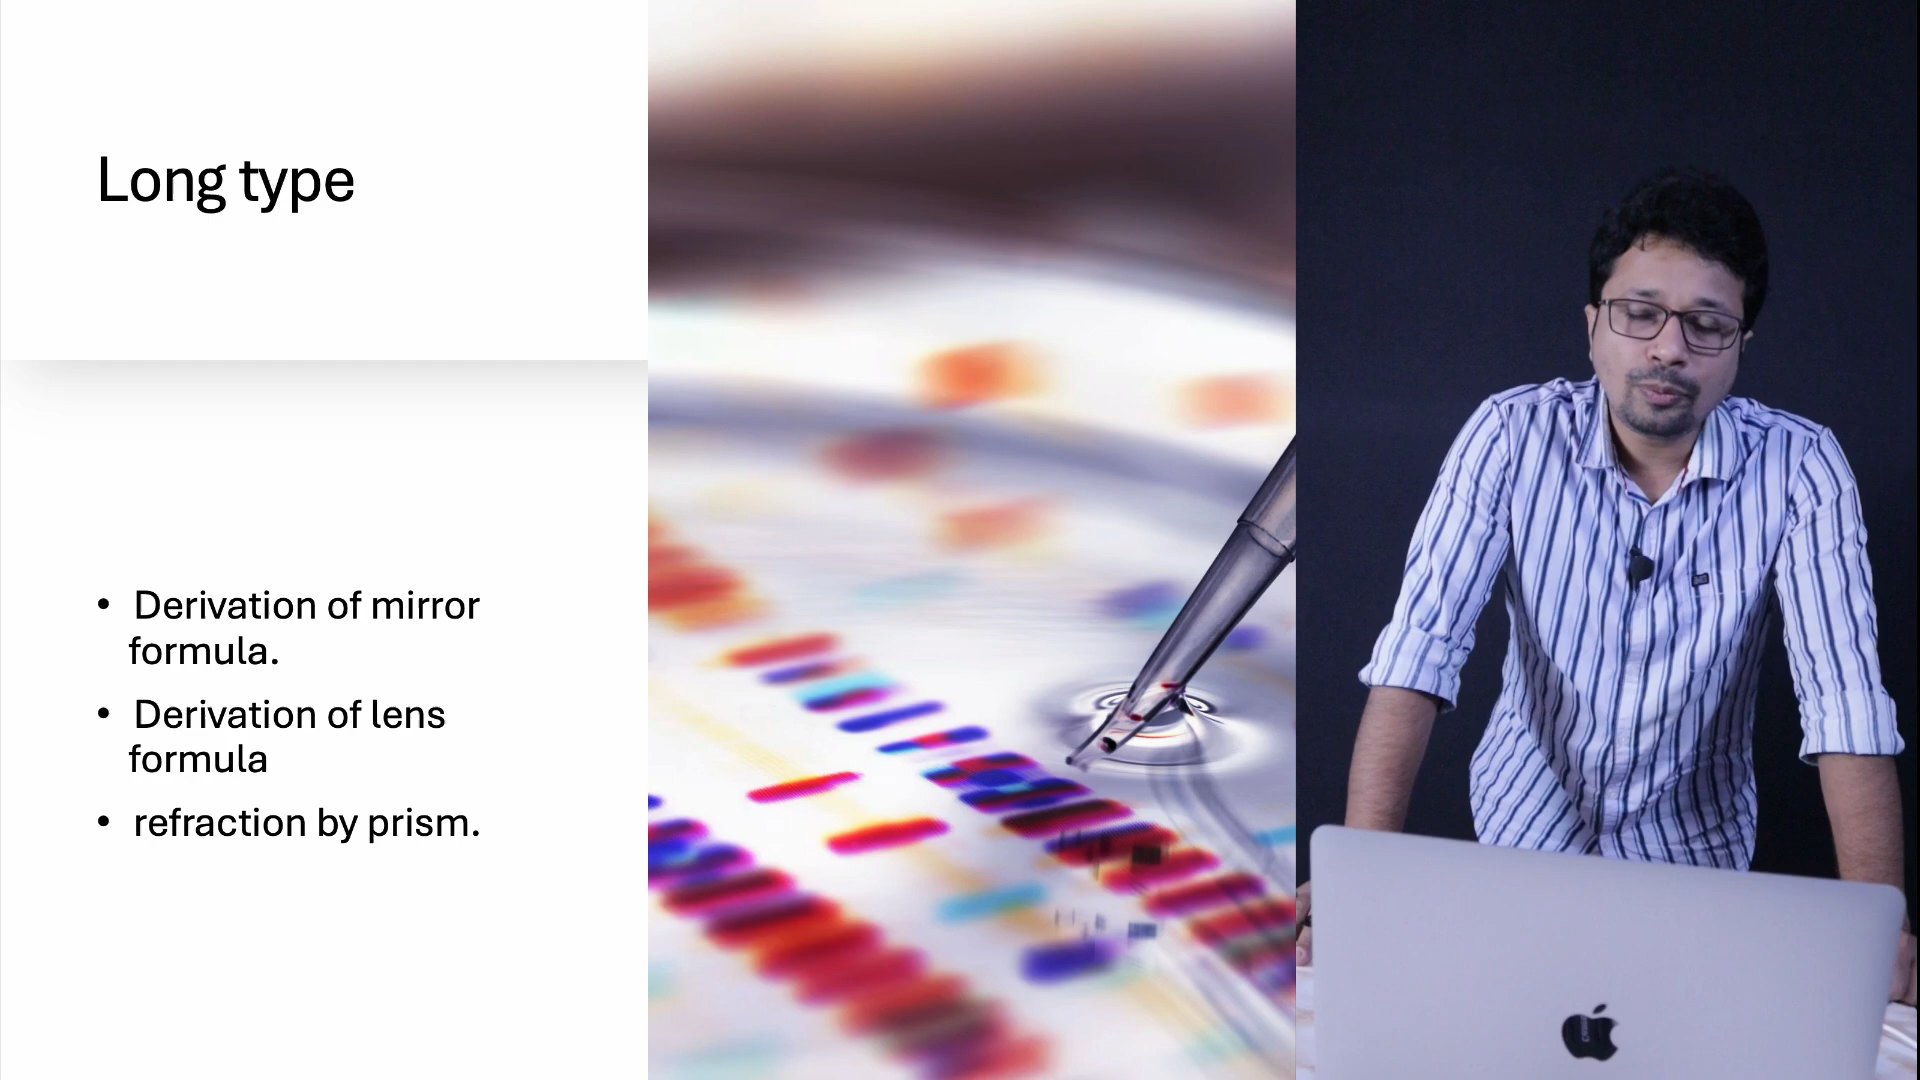 Long type
• Derivation of mirror
formula.
• Derivation of lens
formula
• refraction by prism.